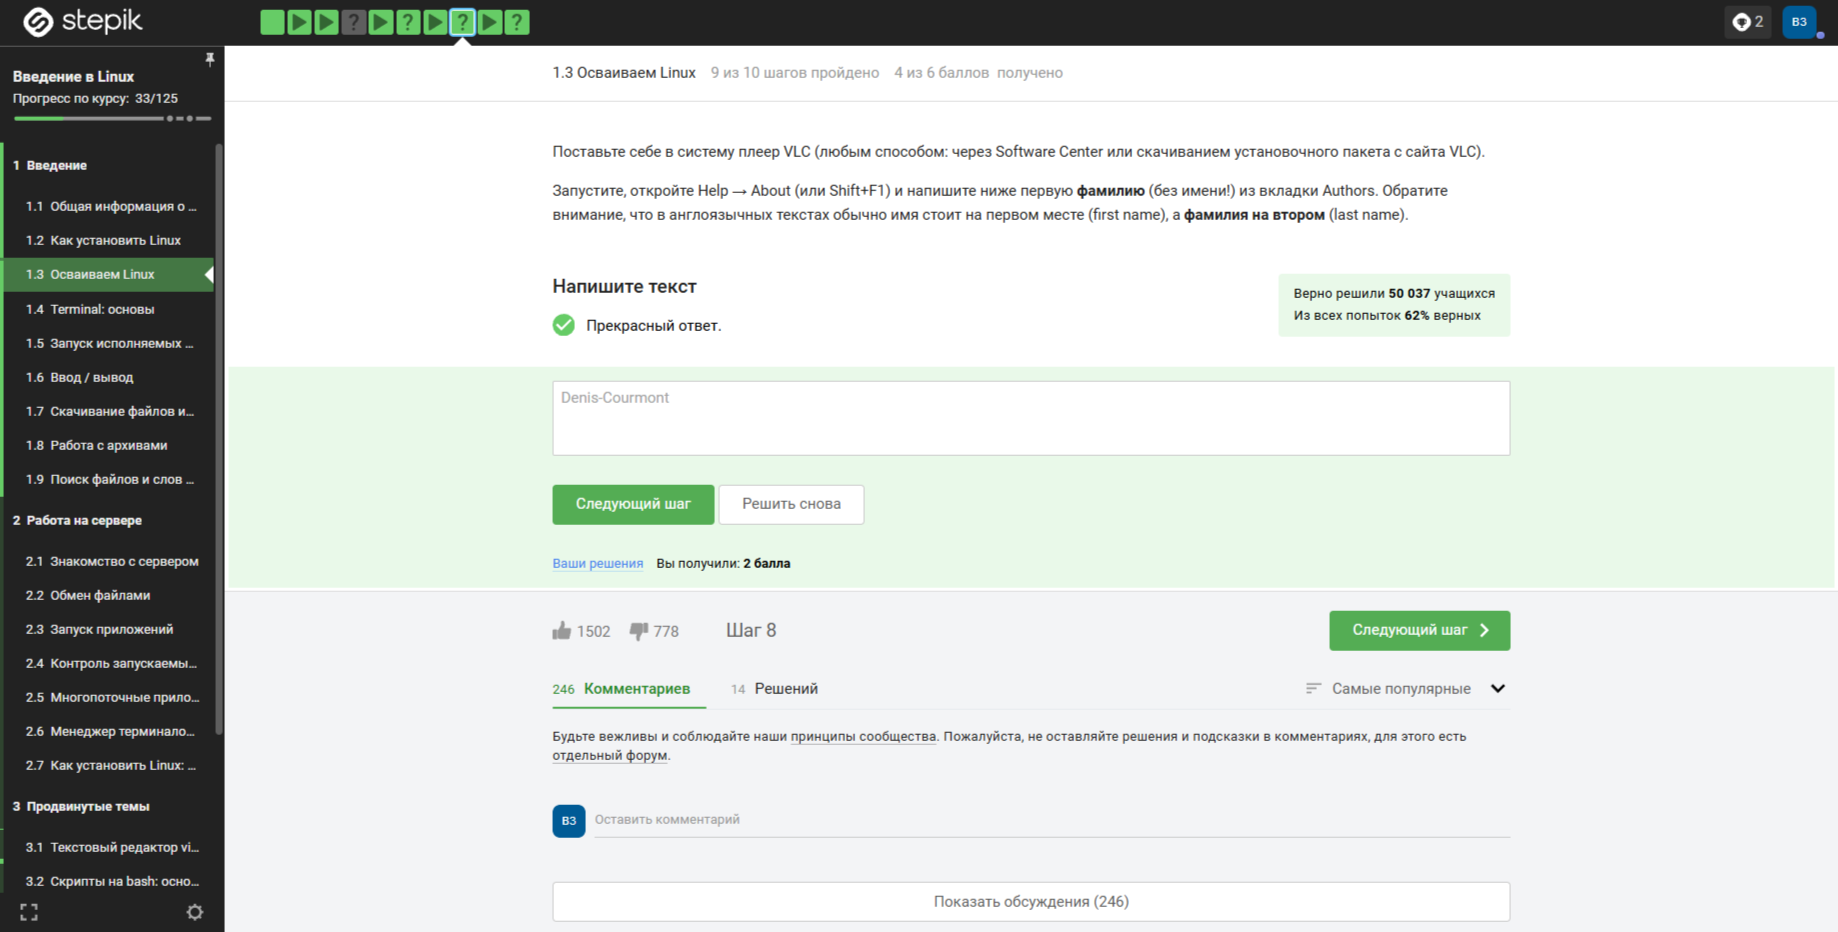 stepik
? ? ? ?
2
ВЗ
Введение в Linux
Прогресс по курсу: 33/125
1 Введение
1.1 Общая информация о ...
1.2 Как установить Linux
1.3 Осваиваем Linux
1.4 Terminal: основы
1.5 Запуск исполняемых ...
1.6 Ввод / вывод
1.7 Скачивание файлов и...
1.8 Работа с архивами
1.9 Поиск файлов и слов ...
2 Работа на сервере
2.1 Знакомство с сервером
2.2 Обмен файлами
2.3 Запуск приложений
2.4 Контроль запускаемы...
2.5 Многопоточные прило...
2.6 Менеджер терминало...
2.7 Как установить Linux: ...
3 Продвинутые темы
3.1 Текстовый редактор vi...
3.2 Скрипты на bash: осно...
1.3 Осваиваем Linux 9 из 10 шагов пройдено 4 из 6 баллов получено
Поставьте себе в систему плеер VLC (любым способом: через Software Center или скачиванием установочного пакета с сайта VLC).
Запустите, откройте Help → About (или Shift+F1) и напишите ниже первую фамилию (без имени!) из вкладки Authors. Обратите
внимание, что в англоязычных текстах обычно имя стоит на первом месте (first name), а фамилия на втором (last name).
Напишите текст
Прекрасный ответ.
Верно решили 50 037 учащихся
Из всех попыток 62% верных
Denis-Courmont
Следующий шаг
Решить снова
Ваши решения Вы получили: 2 балла
1502 778 Шаг 8
Следующий шаг
246 Комментариев 14 Решений
Самые популярные
Будьте вежливы и соблюдайте наши принципы сообщества. Пожалуйста, не оставляйте решения и подсказки в комментариях, для этого есть
отдельный форум.
ВЗ
Оставить комментарий
Показать обсуждения (246)